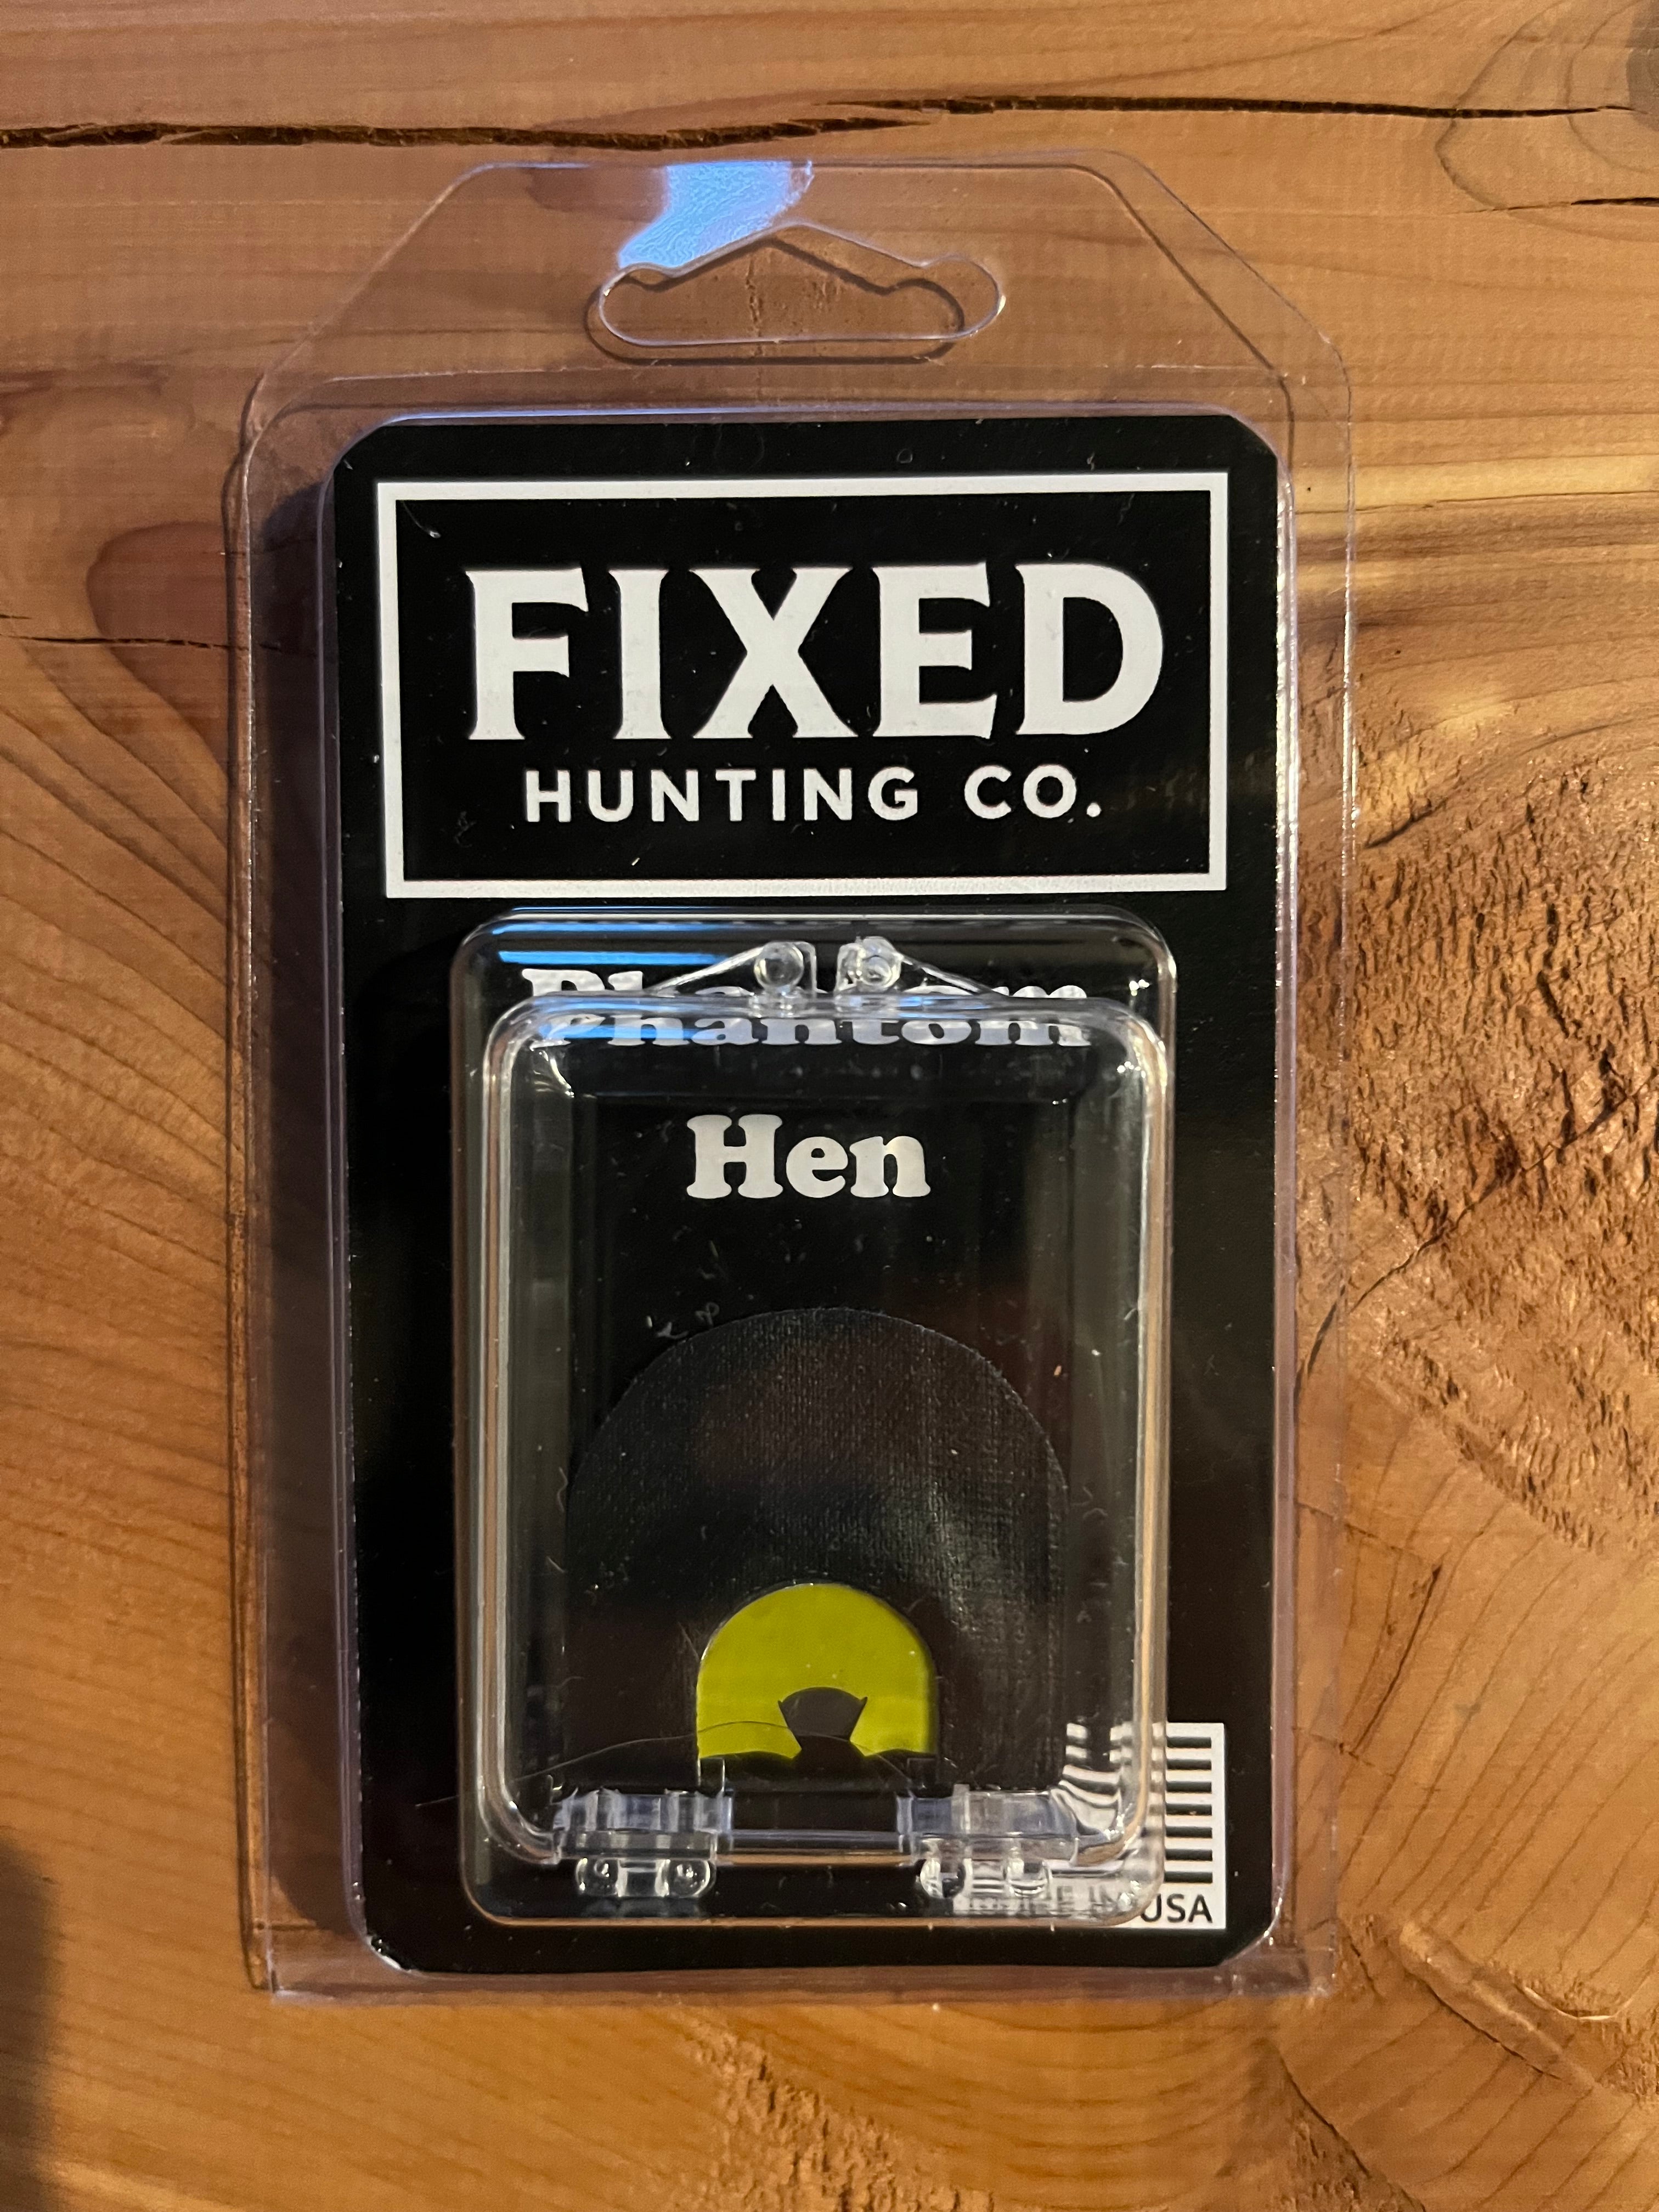 FIXED
HUNTING CO.
Phantom
Hen
USA